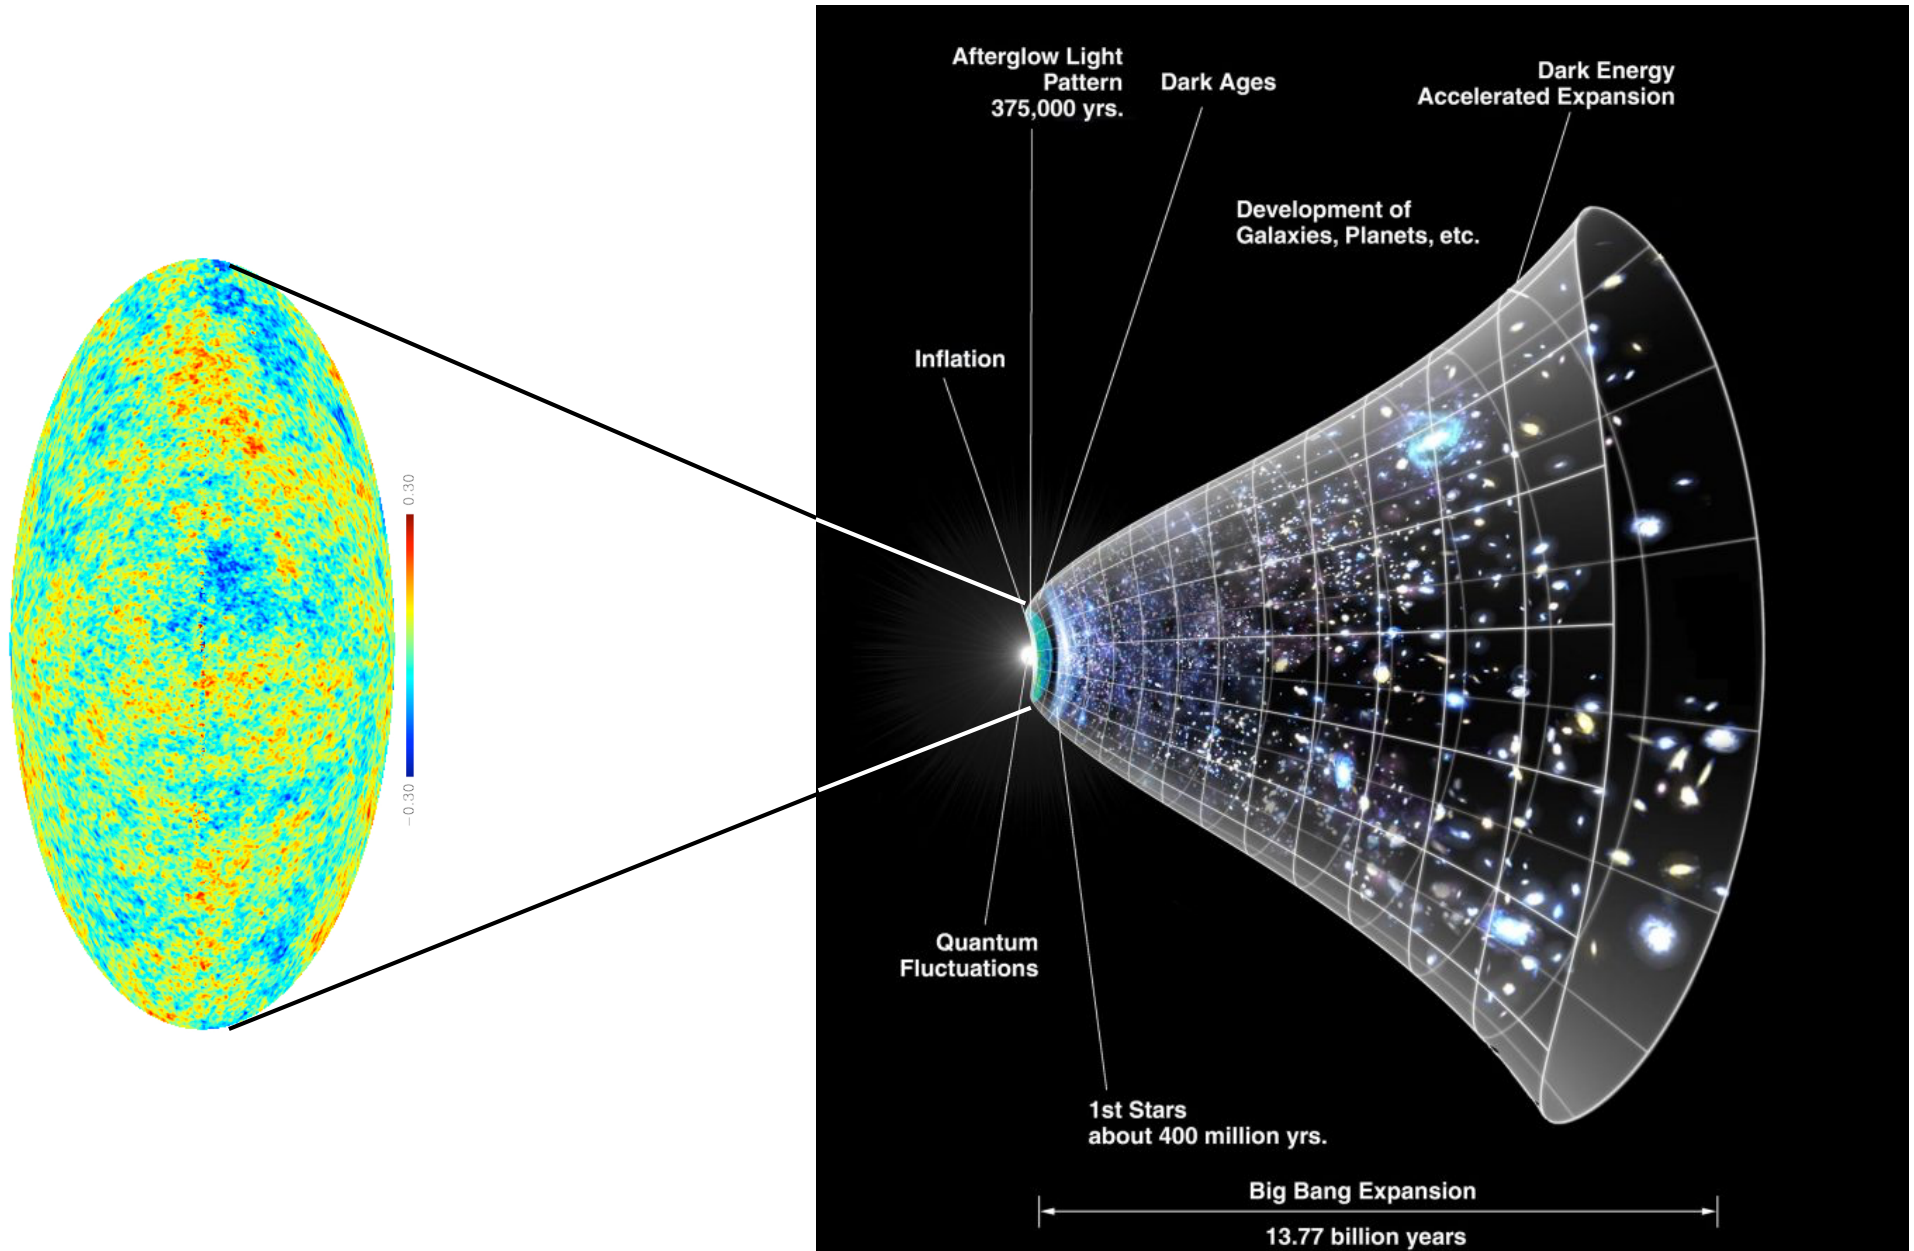 Afterglow Light
Pattern
375,000 yrs.
Dark Ages
Dark Energy
Accelerated Expansion
Development of
Galaxies, Planets, etc.
Inflation
0.30
−0.30
Quantum
Fluctuations
1st Stars
about 400 million yrs.
Big Bang Expansion
13.77 billion years